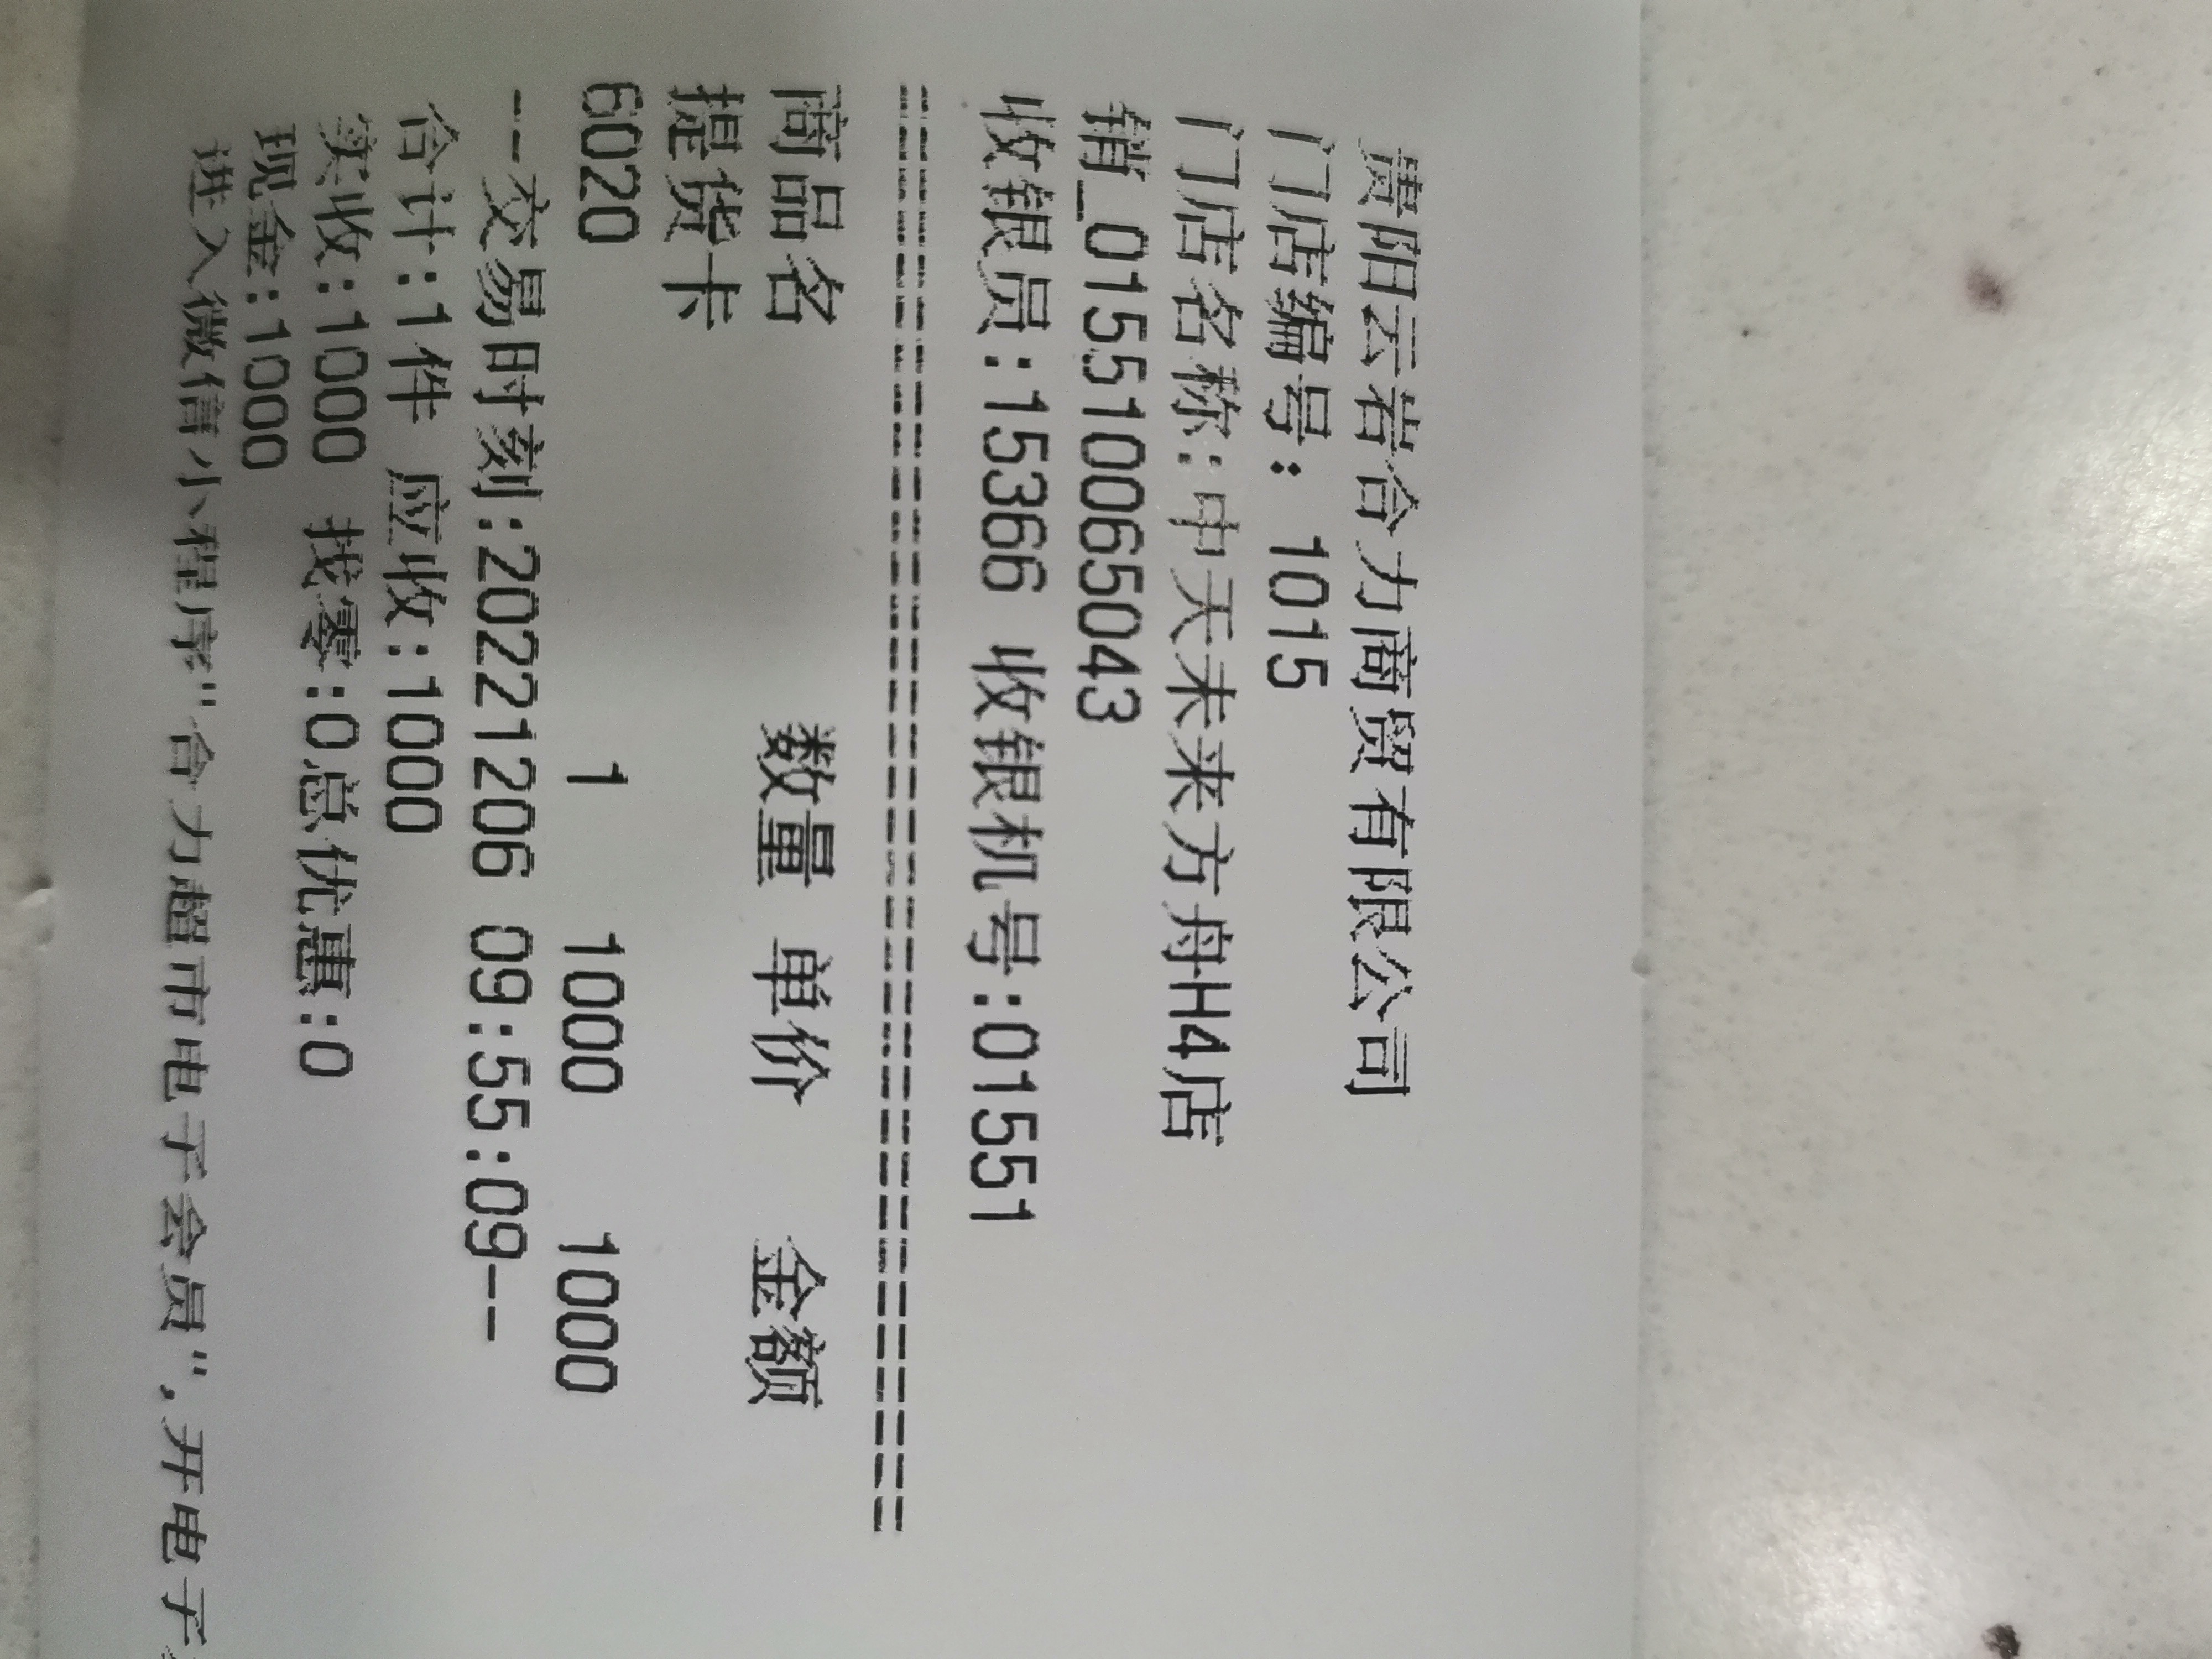 贵阳云岩合力商贸有限公司
门店编号: 1015
门店名称:中天未来方舟H4店
销_015510065043
收银员:15366 收银机号:01551
================================
商品名 数量 单价 金额
提货卡
6020 1 1000 1000
--交易时刻:20221206 09:55:09--
合计:1件 应收:1000
实收:1000 找零:0总优惠:0
现金:1000
进入微信小程序"合力超市电子会员",开电子